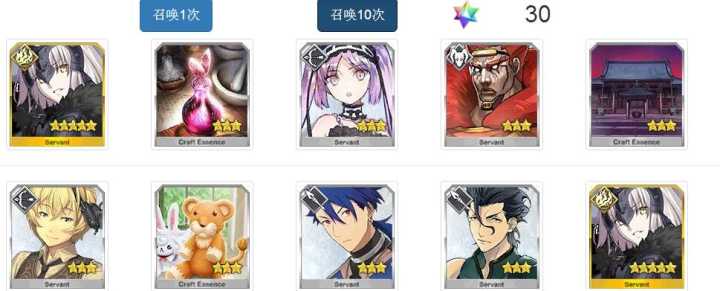 召唤1次 召唤10次 30
Servant Craft Essence Servant Servant Craft Essence
Servant Craft Essence Servant Servant Servant